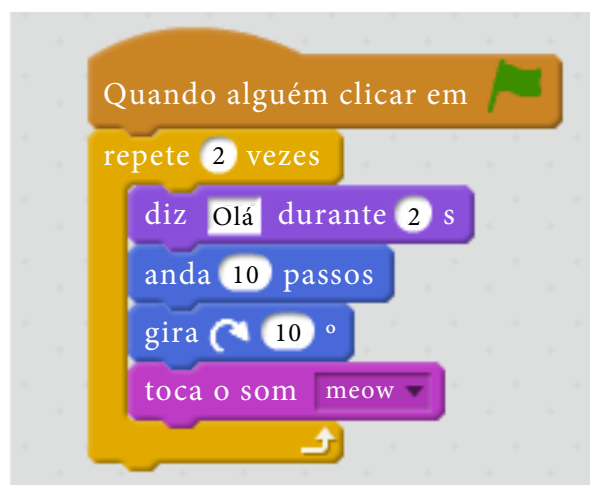 Quando alguém clicar em
repete 2 vezes
diz Olá durante 2 s
anda 10 passos
gira 10 º
toca o som meow